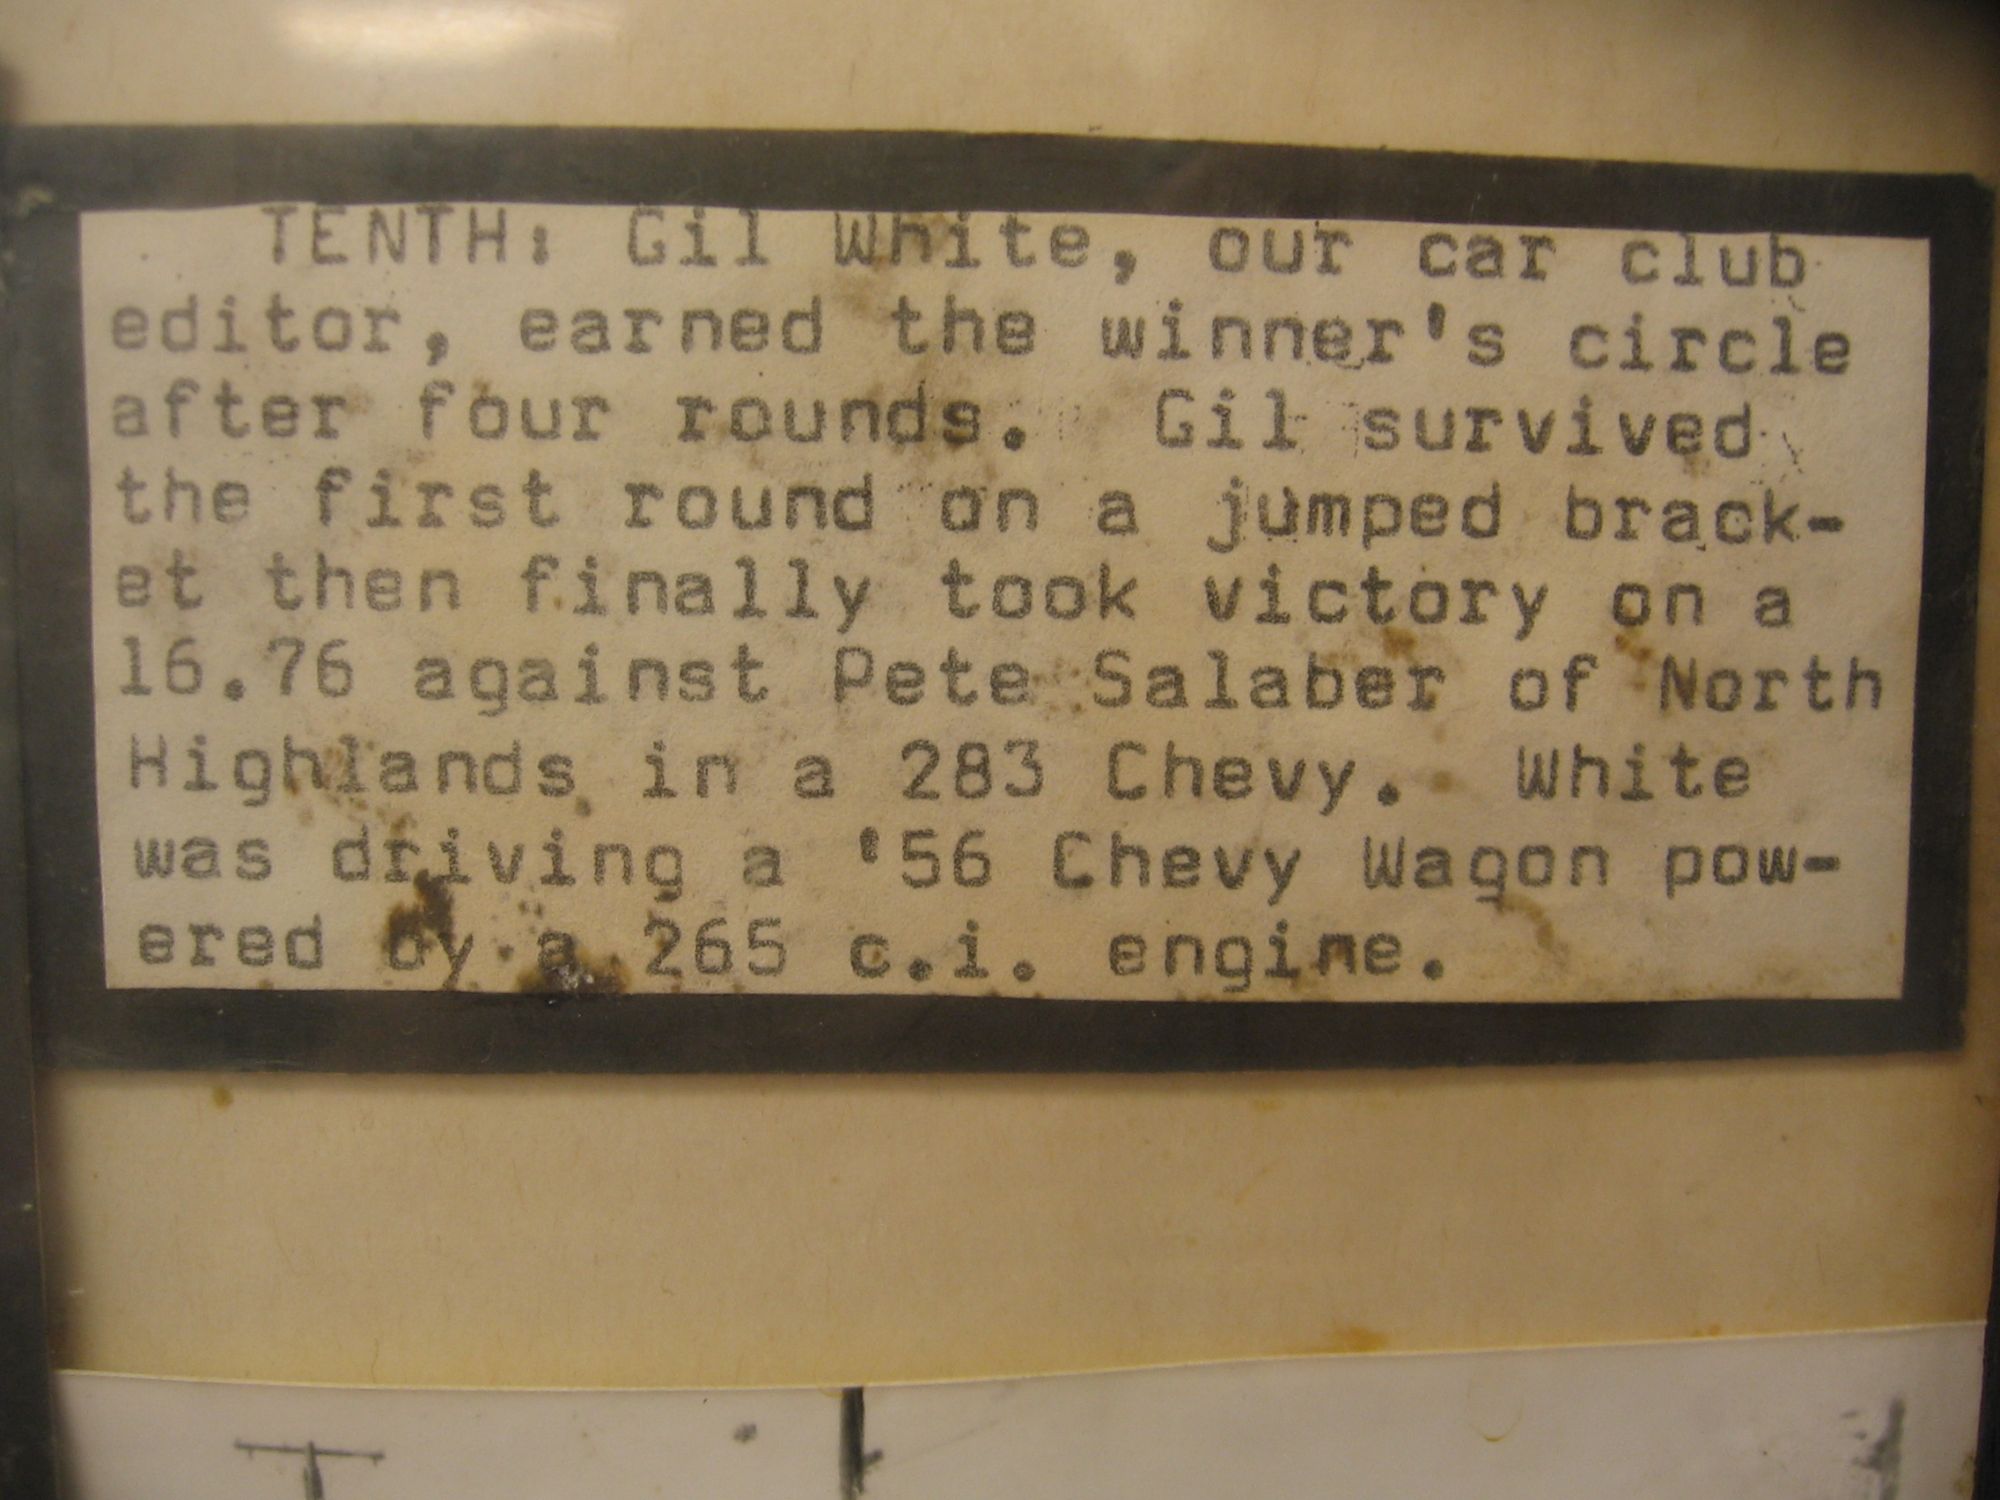 TENTH: Gil White, our car club
editor, earned the winner's circle
after four rounds. Gil survived
the first round on a jumped brack-
et then finally took victory on a
16.76 against Pete Salaber of North
Highlands in a 283 Chevy. White
was driving a '56 Chevy Wagon pow-
ered by a 265 c.i. engine.